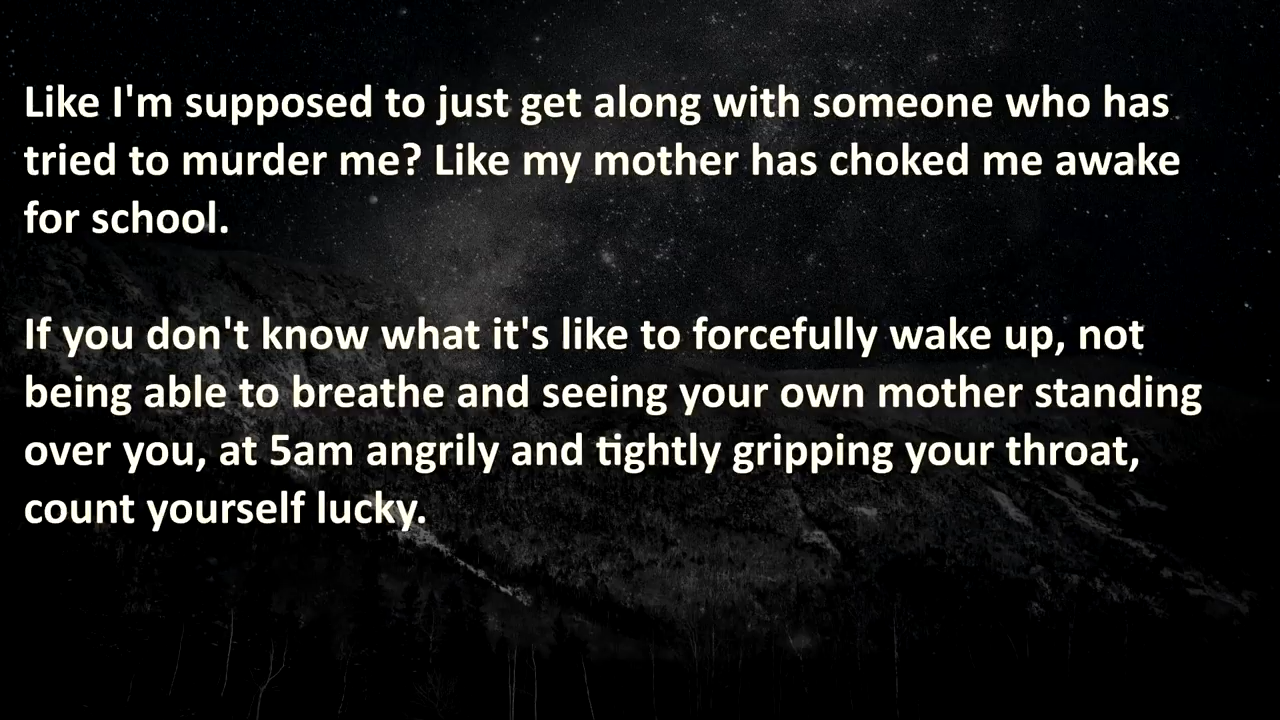 Like I'm supposed to just get along with someone who has
tried to murder me? Like my mother has choked me awake
for school.
If you don't know what it's like to forcefully wake up, not
being able to breathe and seeing your own mother standing
over you, at 5am angrily and tightly gripping your throat,
count yourself lucky.